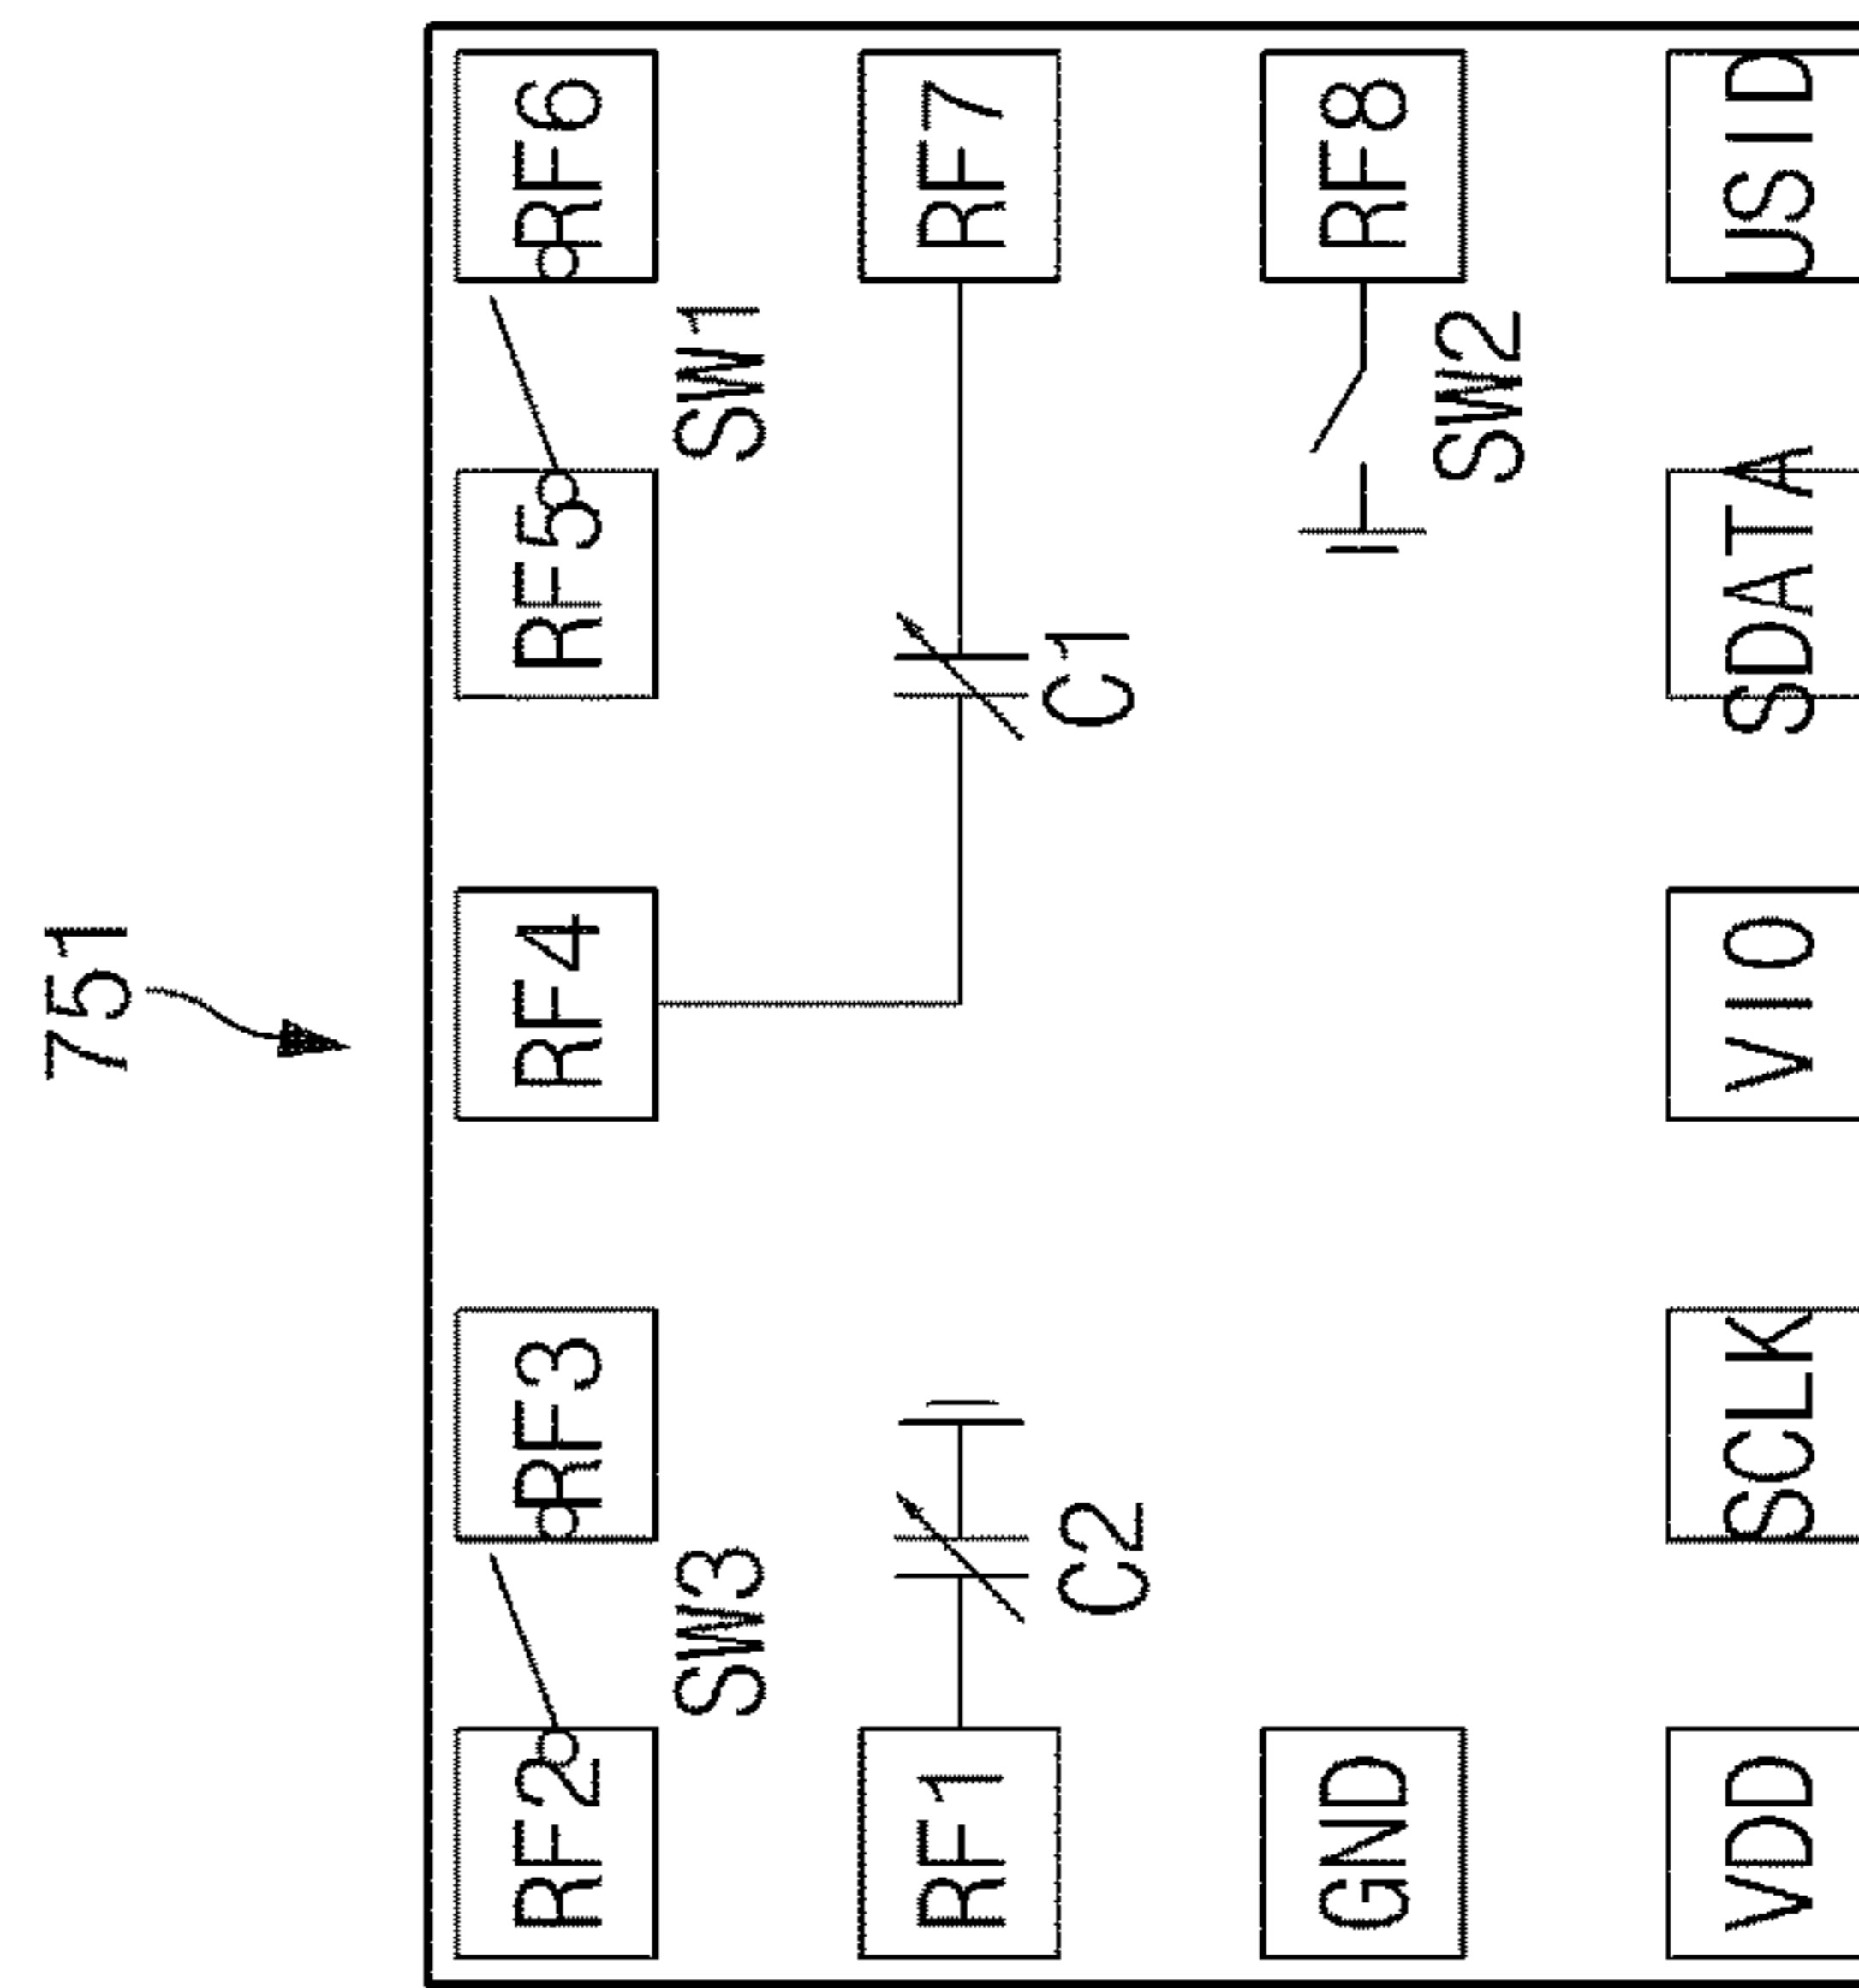 751
RF2
RF3
RF4
RF5
RF6
SW3
SW1
RF1
RF7
C2
C1
GND
RF8
SW2
VDD
SCLK
VIO
SDATA
USID